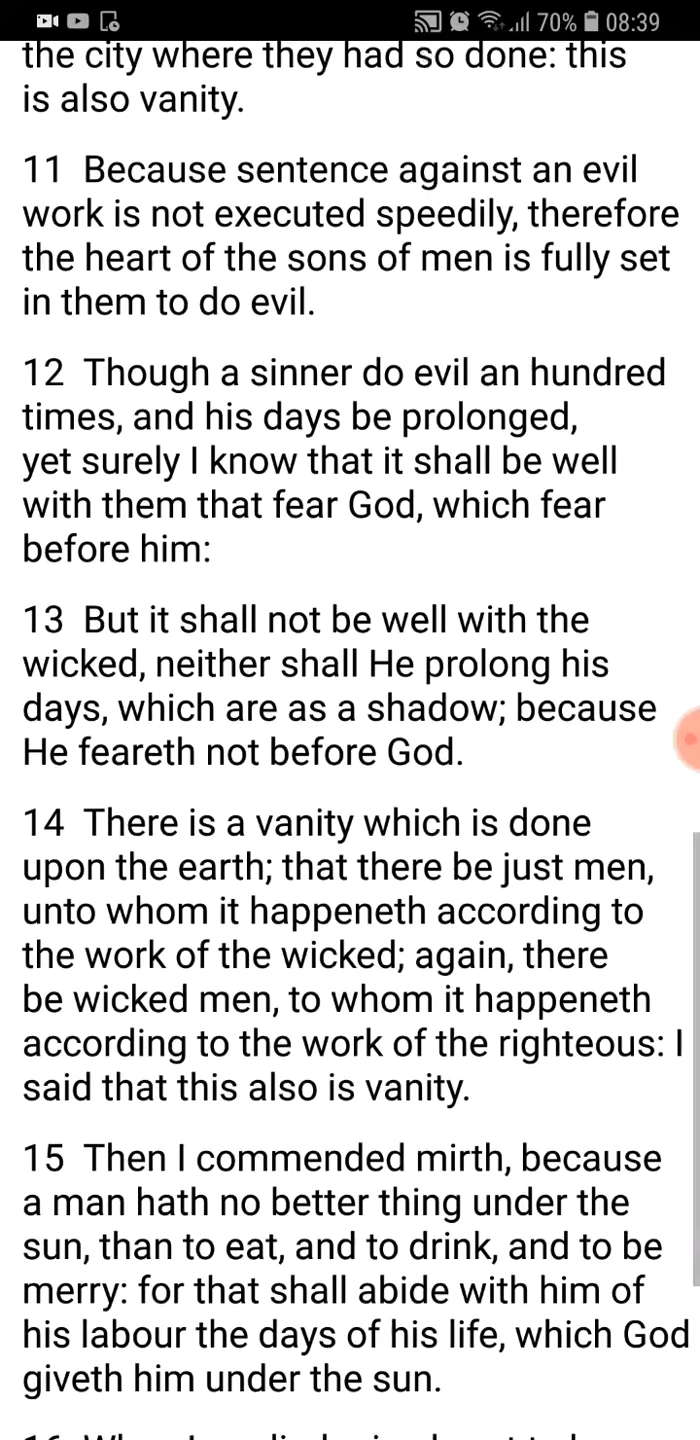 70% 08:39
the city where they had so done: this
is also vanity.
11 Because sentence against an evil
work is not executed speedily, therefore
the heart of the sons of men is fully set
in them to do evil.
12 Though a sinner do evil an hundred
times, and his days be prolonged,
yet surely I know that it shall be well
with them that fear God, which fear
before him:
13 But it shall not be well with the
wicked, neither shall He prolong his
days, which are as a shadow; because
He feareth not before God.
14 There is a vanity which is done
upon the earth; that there be just men,
unto whom it happeneth according to
the work of the wicked; again, there
be wicked men, to whom it happeneth
according to the work of the righteous: I
said that this also is vanity.
15 Then I commended mirth, because
a man hath no better thing under the
sun, than to eat, and to drink, and to be
merry: for that shall abide with him of
his labour the days of his life, which God
giveth him under the sun.